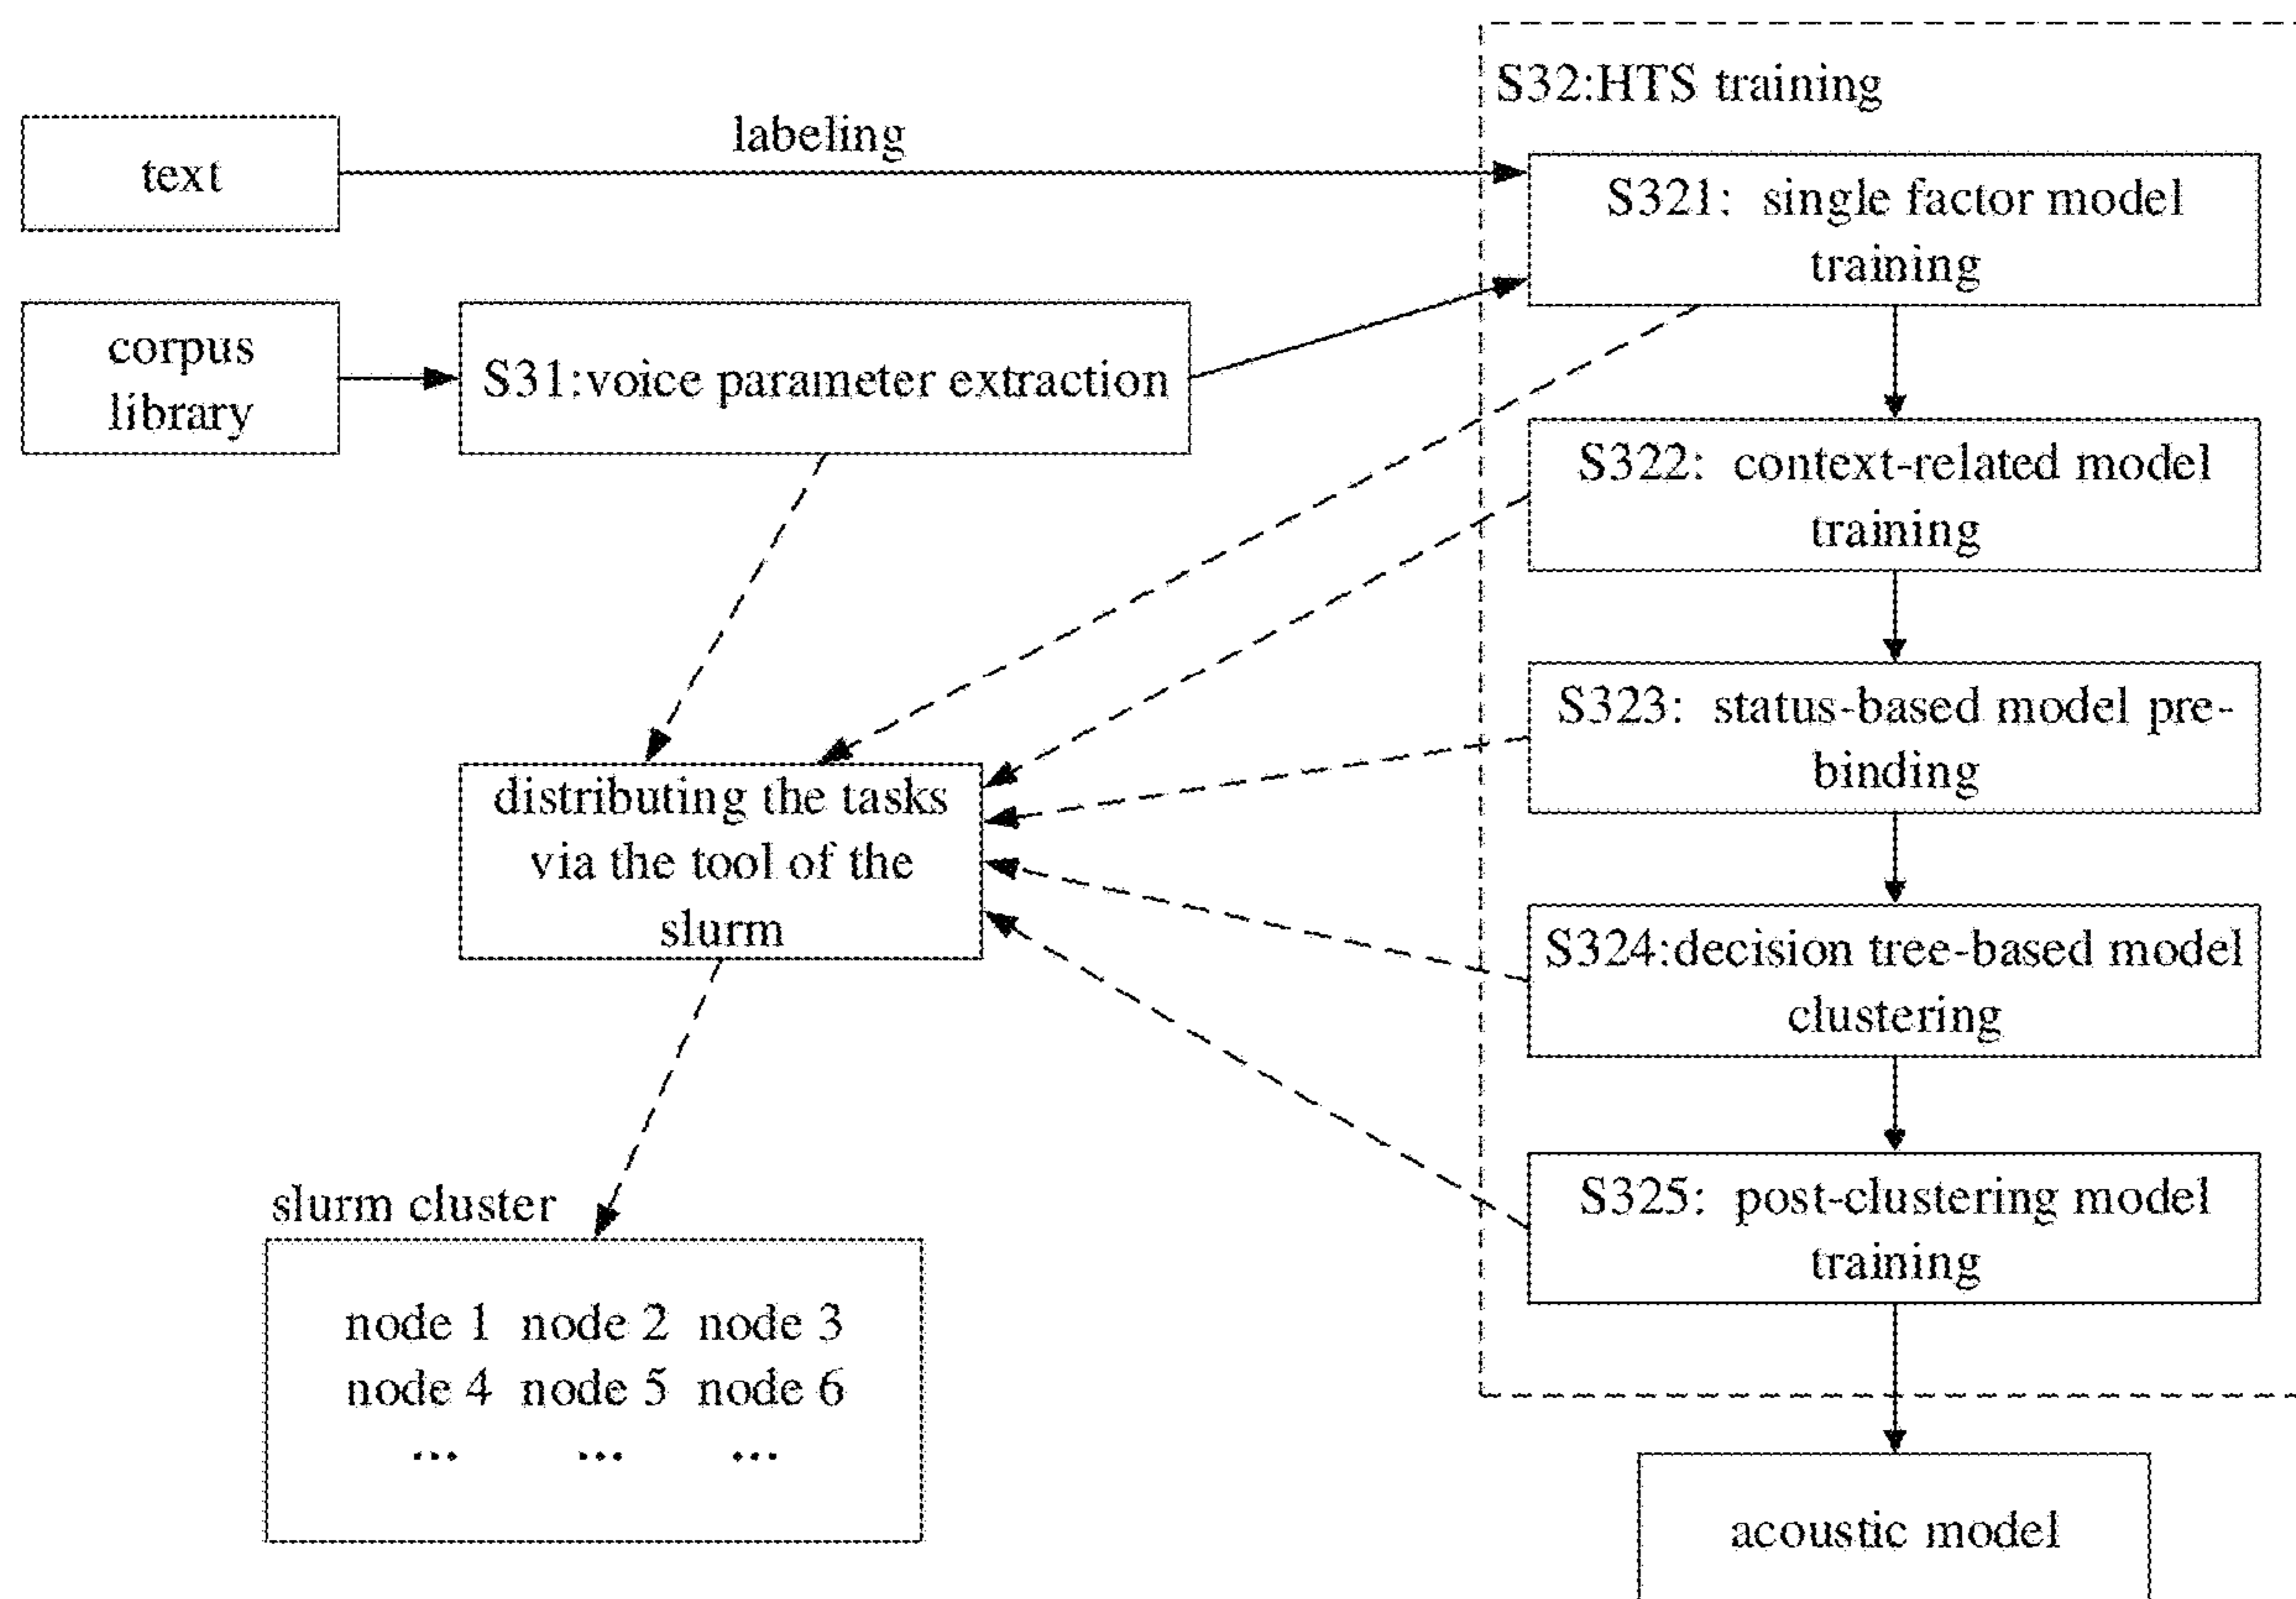 S32:HTS training
labeling
text
S321: single factor model
training
corpus
library
S31:voice parameter extraction
S322: context-related model
training
S323: status-based model pre-
binding
distributing the tasks
via the tool of the
slurm
S324:decision tree-based model
clustering
S325: post-clustering model
training
slurm cluster
node 1 node 2 node 3
node 4 node 5 node 6
... ... ...
acoustic model